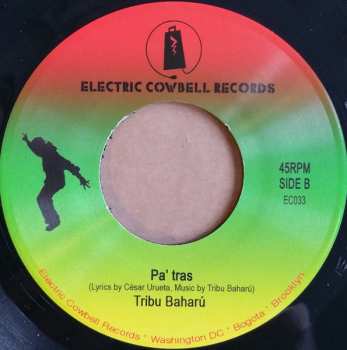 ELECTRIC COWBELL RECORDS
45RPM
SIDE B
EC033
Pa' tras
(Lyrics by César Urueta, Music by Tribu Baharú)
Tribu Baharú
Electric Cowbell Records * Washington DC * Bogota * Brooklyn